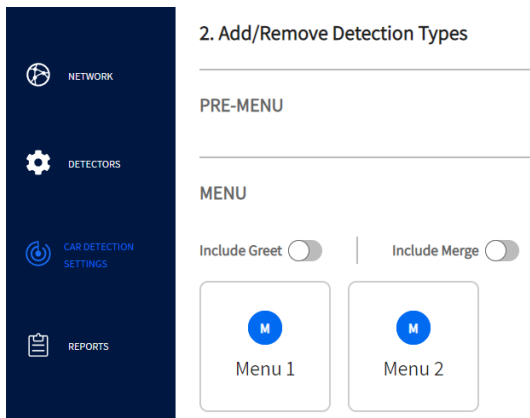 2. Add/Remove Detection Types
NETWORK
PRE-MENU
DETECTORS
MENU
CAR DETECTION
SETTINGS
Include Greet
Include Merge
M
M
Menu 1
Menu 2
REPORTS